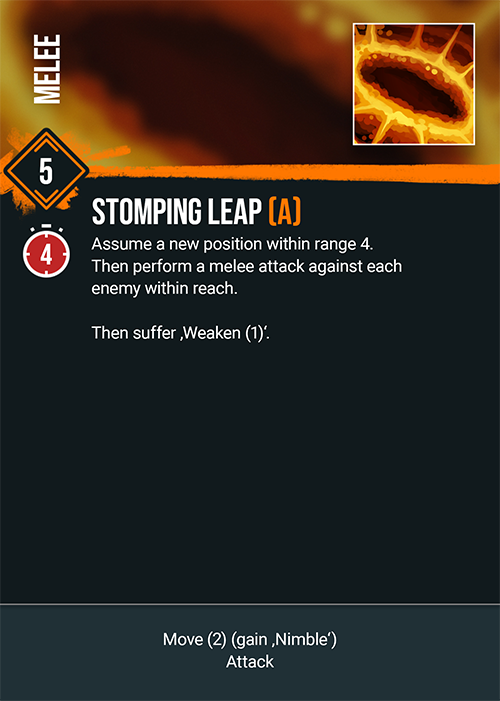 MELEE
5
STOMPING LEAP (A)
4
Assume a new position within range 4.
Then perform a melee attack against each
enemy within reach.
Then suffer ‚Weaken (1)‘.
Move (2) (gain ‚Nimble‘)
Attack